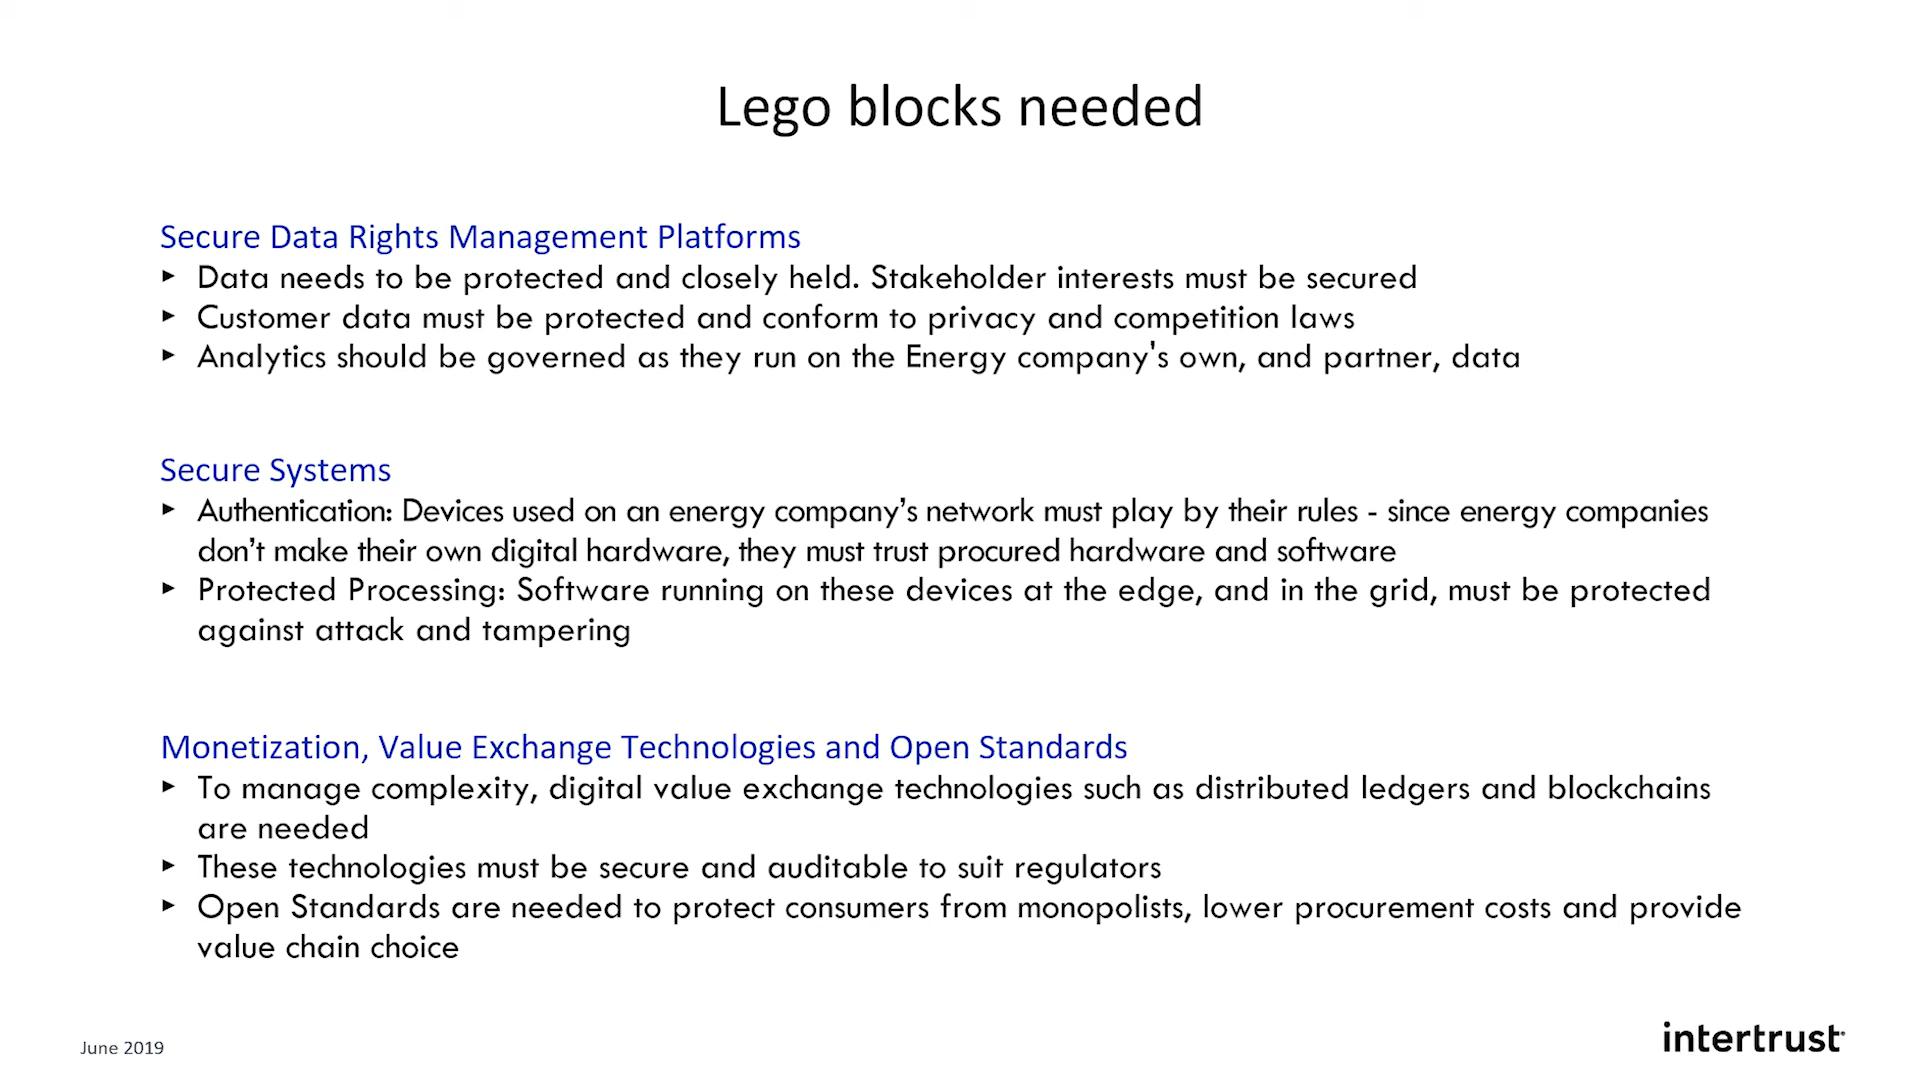 Lego blocks needed
Secure Data Rights Management Platforms
‣ Data needs to be protected and closely held. Stakeholder interests must be secured
‣ Customer data must be protected and conform to privacy and competition laws
‣ Analytics should be governed as they run on the Energy company's own, and partner, data
Secure Systems
‣ Authentication: Devices used on an energy company’s network must play by their rules - since energy companies
don’t make their own digital hardware, they must trust procured hardware and software
‣ Protected Processing: Software running on these devices at the edge, and in the grid, must be protected
against attack and tampering
Monetization, Value Exchange Technologies and Open Standards
‣ To manage complexity, digital value exchange technologies such as distributed ledgers and blockchains
are needed
‣ These technologies must be secure and auditable to suit regulators
‣ Open Standards are needed to protect consumers from monopolists, lower procurement costs and provide
value chain choice
June 2019
intertrust